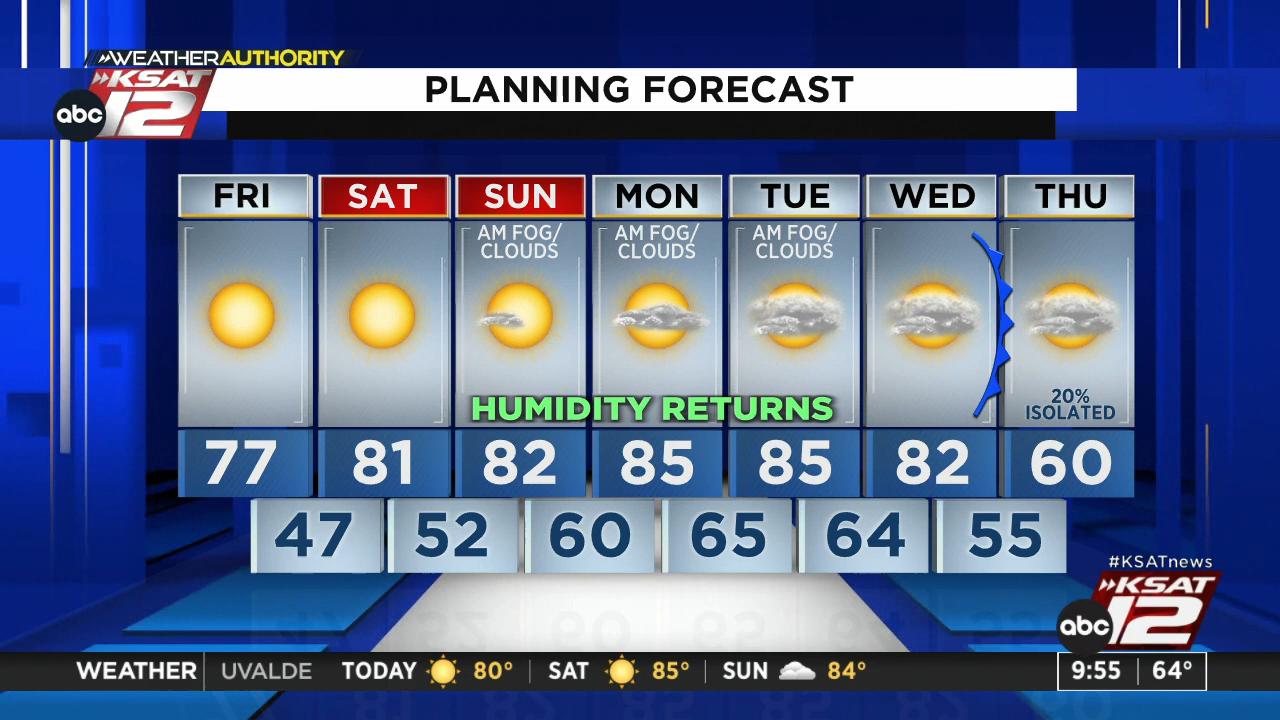 WEATHERAUTHORITY
KSAT
abc 12
PLANNING FORECAST
FRI SAT SUN MON TUE WED THU
AM FOG/ AM FOG/ AM FOG/
CLOUDS CLOUDS CLOUDS
20%
ISOLATED
HUMIDITY RETURNS
77 81 82 85 85 82 60
47 52 60 65 64 55
#KSATnews
KSAT
abc 12
WEATHER UVALDE TODAY 80° SAT 85° SUN 84° 9:55 64°